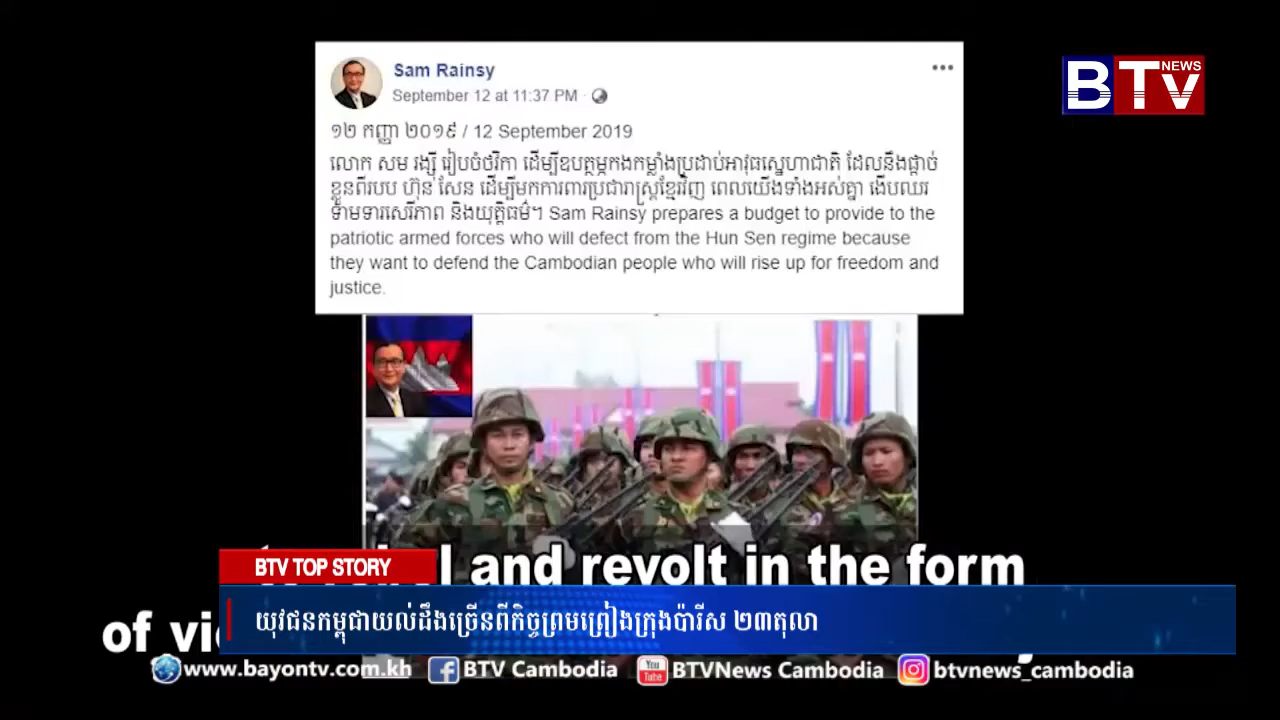 Sam Rainsy
September 12 at 11:37 PM
BTV NEWS
១២ កញ្ញា ២០១៩ / 12 September 2019
លោក សម រង្ស៊ី រៀបចំថវិកា ដើម្បីឧបត្ថម្ភកងកម្លាំងប្រដាប់អាវុធស្នេហាជាតិ ដែលនឹងផ្តាច់
ខ្លួនពីរបប ហ៊ុន សែន ដើម្បីមកការពារប្រជារាស្ត្រខ្មែរវិញ ពេលយើងទាំងអស់គ្នា ងើបឈរ
ទាមទារសេរីភាព និងយុត្តិធម៌។ Sam Rainsy prepares a budget to provide to the
patriotic armed forces who will defect from the Hun Sen regime because
they want to defend the Cambodian people who will rise up for freedom and
justice.
and revolt in the form
BTV TOP STORY
of
យុវជនកម្ពុជាយល់ដឹងច្រើនពីកិច្ចព្រមព្រៀងក្រុងប៉ារីស ២៣តុលា
www.bayontv.com.kh BTV Cambodia You Tube BTVNews Cambodia btvnews_cambodia